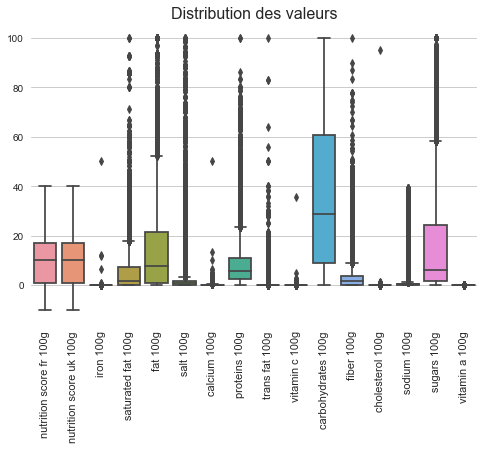 Distribution des valeurs
100
80
60
40
20
0
nutrition score fr 100g
nutrition score uk 100g
iron 100g
saturated fat 100g
fat 100g
salt 100g
calcium 100g
proteins 100g
trans fat 100g
vitamin c 100g
carbohydrates 100g
fiber 100g
cholesterol 100g
sodium 100g
sugars 100g
vitamin a 100g